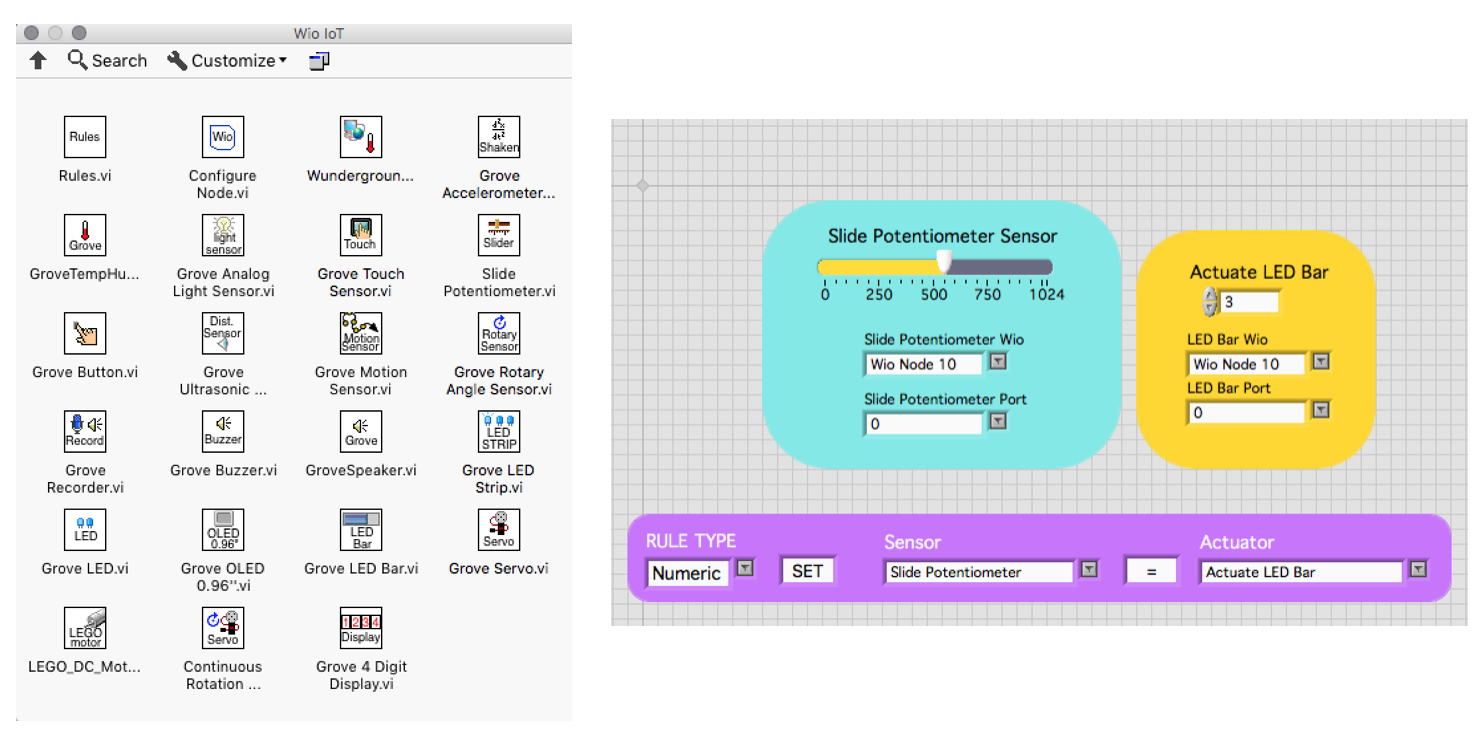 Wio IoT
Search
Customize
Rules
Wio
Shaken
Rules.vi
Configure
Node.vi
Wundergroun...
Grove
Accelerometer...
Grove
light
sensor
Touch
Slider
GroveTempHu...
Grove Analog
Light Sensor.vi
Grove Touch
Sensor.vi
Slide
Potentiometer.vi
Dist.
Sensor
Motion
Sensor
Rotary
Sensor
Grove Button.vi
Grove
Ultrasonic ...
Grove Motion
Sensor.vi
Grove Rotary
Angle Sensor.vi
Record
Buzzer
Grove
LED
STRIP
Grove
Recorder.vi
Grove Buzzer.vi
GroveSpeaker.vi
Grove LED
Strip.vi
LED
OLED
0.96"
LED
Bar
Servo
Grove LED.vi
Grove OLED
0.96''.vi
Grove LED Bar.vi
Grove Servo.vi
LEGO
motor
Servo
1234
Display
LEGO_DC_Mot...
Continuous
Rotation ...
Grove 4 Digit
Display.vi
Slide Potentiometer Sensor
0 250 500 750 1024
Slide Potentiometer Wio
Wio Node 10
Slide Potentiometer Port
0
Actuate LED Bar
3
LED Bar Wio
Wio Node 10
LED Bar Port
0
RULE TYPE Sensor Actuator
Numeric SET Slide Potentiometer = Actuate LED Bar